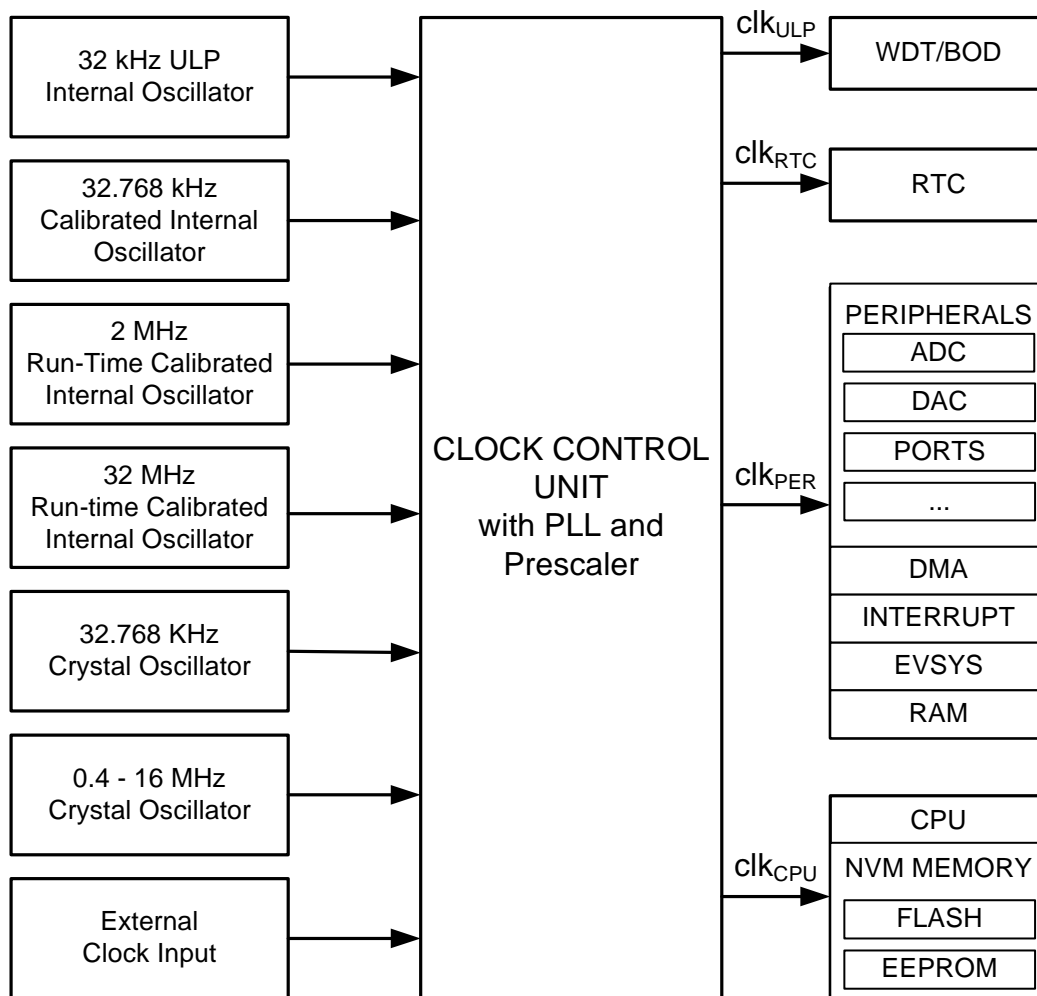 32 kHz ULP
Internal Oscillator
32.768 kHz
Calibrated Internal
Oscillator
2 MHz
Run-Time Calibrated
Internal Oscillator
32 MHz
Run-time Calibrated
Internal Oscillator
32.768 KHz
Crystal Oscillator
0.4 - 16 MHz
Crystal Oscillator
External
Clock Input
CLOCK CONTROL
UNIT
with PLL and
Prescaler
clkULP
clkRTC
clkPER
clkCPU
WDT/BOD
RTC
PERIPHERALS
ADC
DAC
PORTS
...
DMA
INTERRUPT
EVSYS
RAM
CPU
NVM MEMORY
FLASH
EEPROM